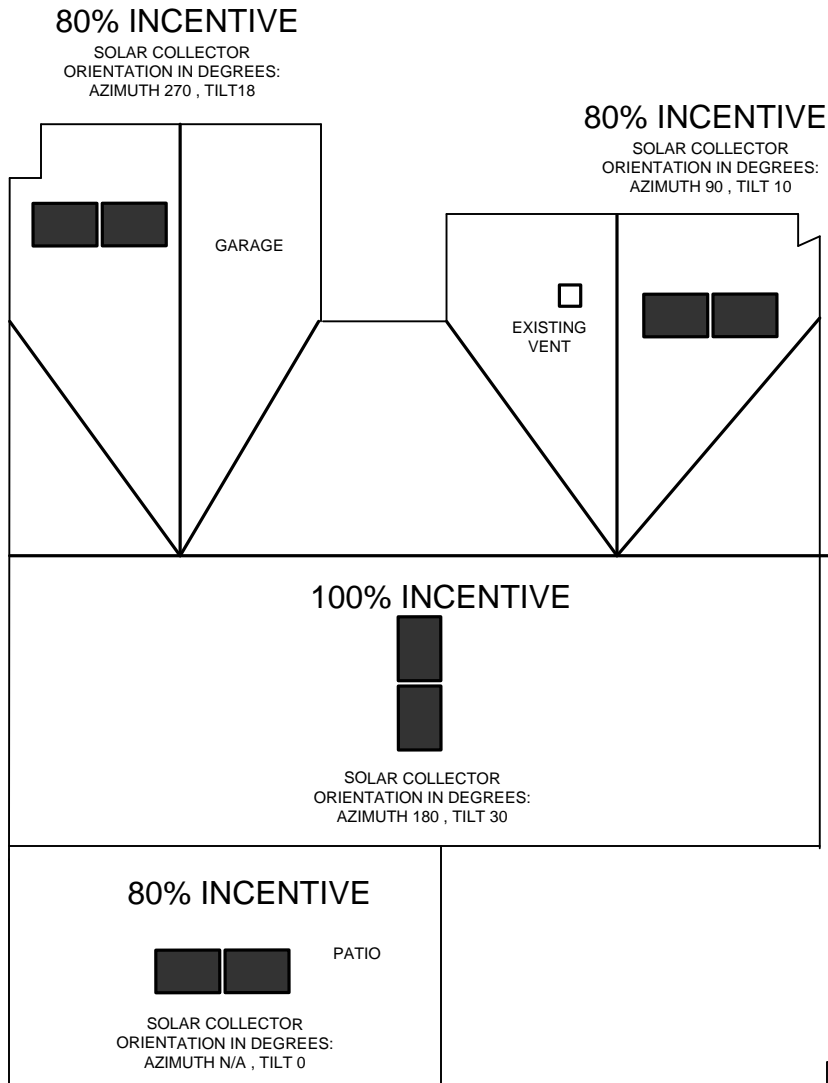 80% INCENTIVE
SOLAR COLLECTOR
ORIENTATION IN DEGREES:
AZIMUTH 270 , TILT18
80% INCENTIVE
SOLAR COLLECTOR
ORIENTATION IN DEGREES:
AZIMUTH 90 , TILT 10
GARAGE
EXISTING
VENT
100% INCENTIVE
SOLAR COLLECTOR
ORIENTATION IN DEGREES:
AZIMUTH 180 , TILT 30
80% INCENTIVE
PATIO
SOLAR COLLECTOR
ORIENTATION IN DEGREES:
AZIMUTH N/A , TILT 0